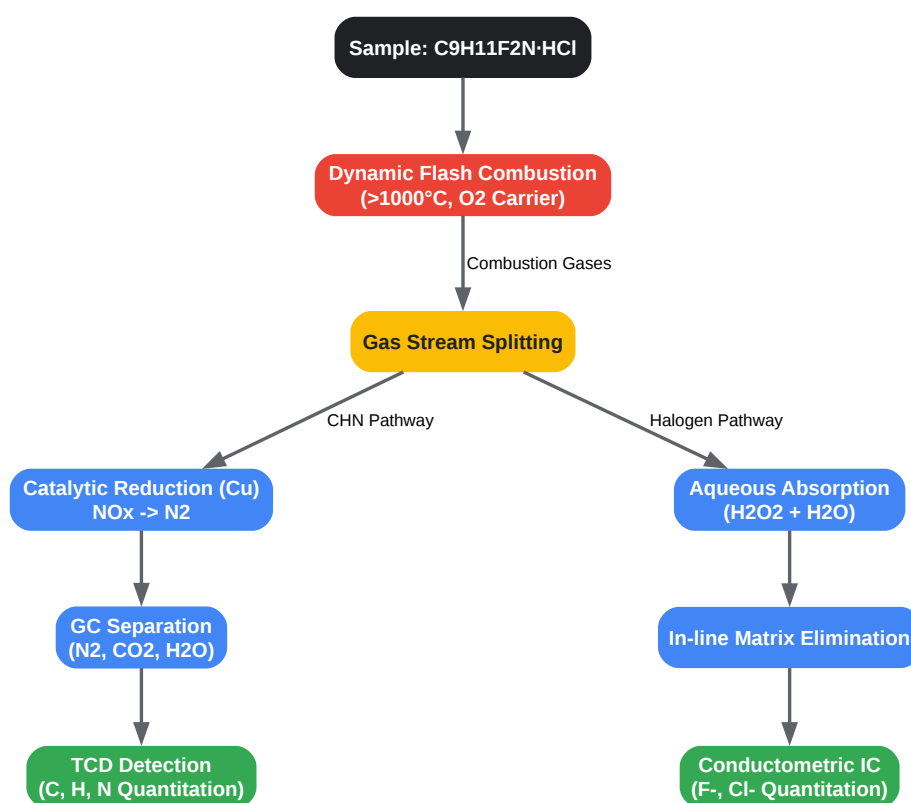 Sample: C9H11F2N·HCl
Dynamic Flash Combustion
(>1000°C, O2 Carrier)
Combustion Gases
Gas Stream Splitting
CHN Pathway
Halogen Pathway
Catalytic Reduction (Cu)
NOx -> N2
Aqueous Absorption
(H2O2 + H2O)
GC Separation
(N2, CO2, H2O)
In-line Matrix Elimination
TCD Detection
(C, H, N Quantitation)
Conductometric IC
(F-, Cl- Quantitation)